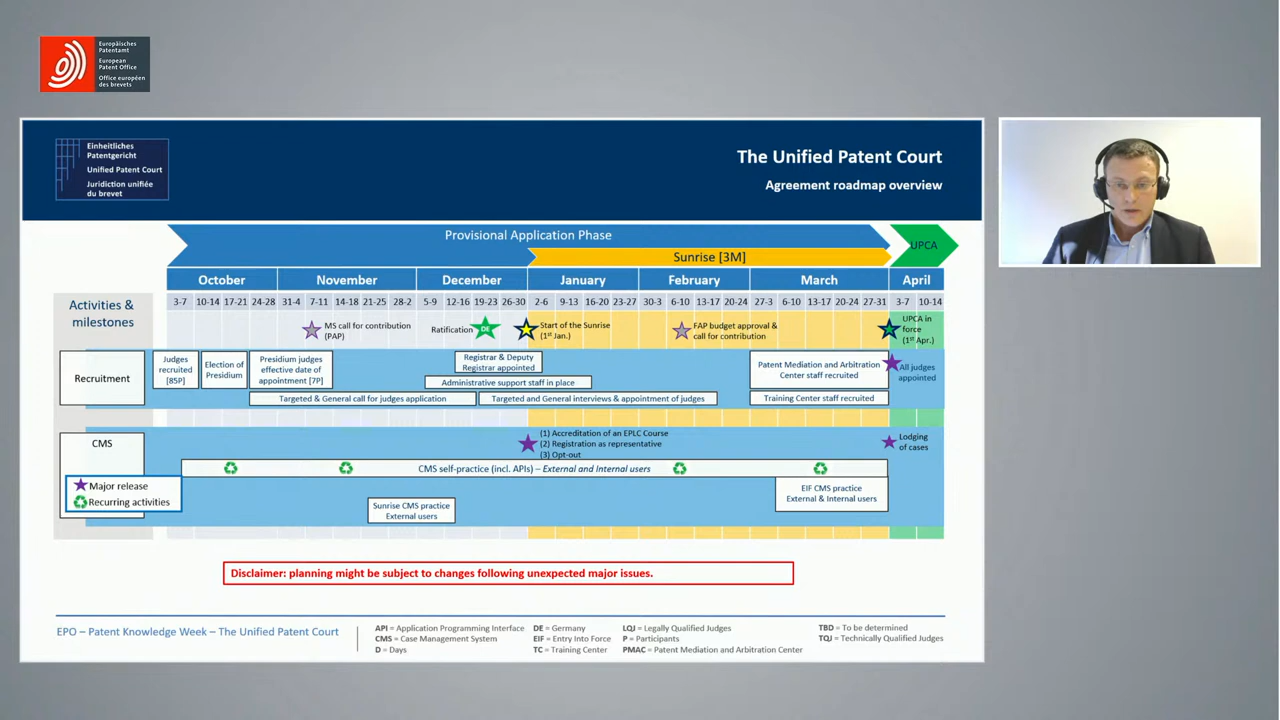 Europäisches
Patentamt
European
Patent Office
Office européen
des brevets
Einheitliches
Patentgericht
Unified Patent Court
Juridiction unifiée
du brevet
The Unified Patent Court
Agreement roadmap overview
Provisional Application Phase
UPCA
Sunrise [3M]
October November December January February March April
Activities &
milestones
3-7 10-14 17-21 24-28 31-4 7-11 14-18 21-25 28-2 5-9 12-16 19-23 26-30 2-6 9-13 16-20 23-27 30-3 6-10 13-17 20-24 27-3 6-10 13-17 20-24 27-31 3-7 10-14
MS call for contribution
(PAP)
Ratification
DE
Start of the Sunrise
(1st Jan.)
FAP budget approval &
call for contribution
UPCA in
force
(1st Apr.)
Recruitment
Judges
recruited
[85P]
Election of
Presidium
Presidium judges
effective date of
appointment [7P]
Registrar & Deputy
Registrar appointed
Administrative support staff in place
Targeted & General call for judges application
Targeted and General interviews & appointment of judges
Patent Mediation and Arbitration
Center staff recruited
Training Center staff recruited
All judges
appointed
CMS
(1) Accreditation of an EPLC Course
(2) Registration as representative
(3) Opt-out
Lodging
of cases
CMS self-practice (incl. APIs) – External and Internal users
Major release
Recurring activities
Sunrise CMS practice
External users
EIF CMS practice
External & Internal users
Disclaimer: planning might be subject to changes following unexpected major issues.
EPO – Patent Knowledge Week – The Unified Patent Court
API = Application Programming Interface
CMS = Case Management System
D = Days
DE = Germany
EIF = Entry Into Force
TC = Training Center
LQJ = Legally Qualified Judges
P = Participants
PMAC = Patent Mediation and Arbitration Center
TBD = To be determined
TQJ = Technically Qualified Judges